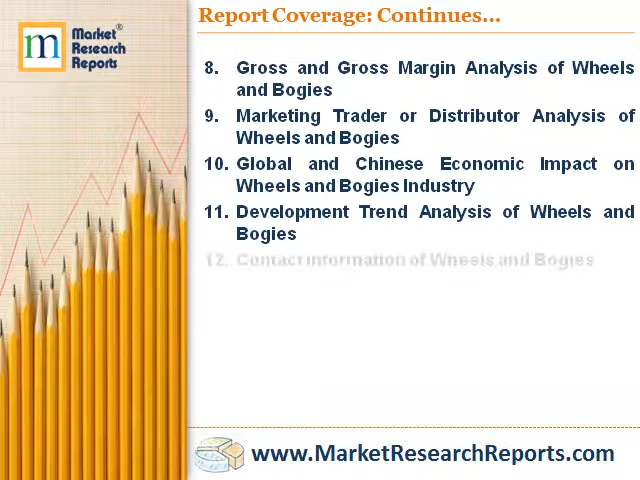 Report Coverage: Continues...
m
Market®
Research
Reports
8. Gross and Gross Margin Analysis of Wheels
and Bogies
9. Marketing Trader or Distributor Analysis of
Wheels and Bogies
10. Global and Chinese Economic Impact on
Wheels and Bogies Industry
11. Development Trend Analysis of Wheels and
Bogies
12. Contact information of Wheels and Bogies
www.MarketResearchReports.com